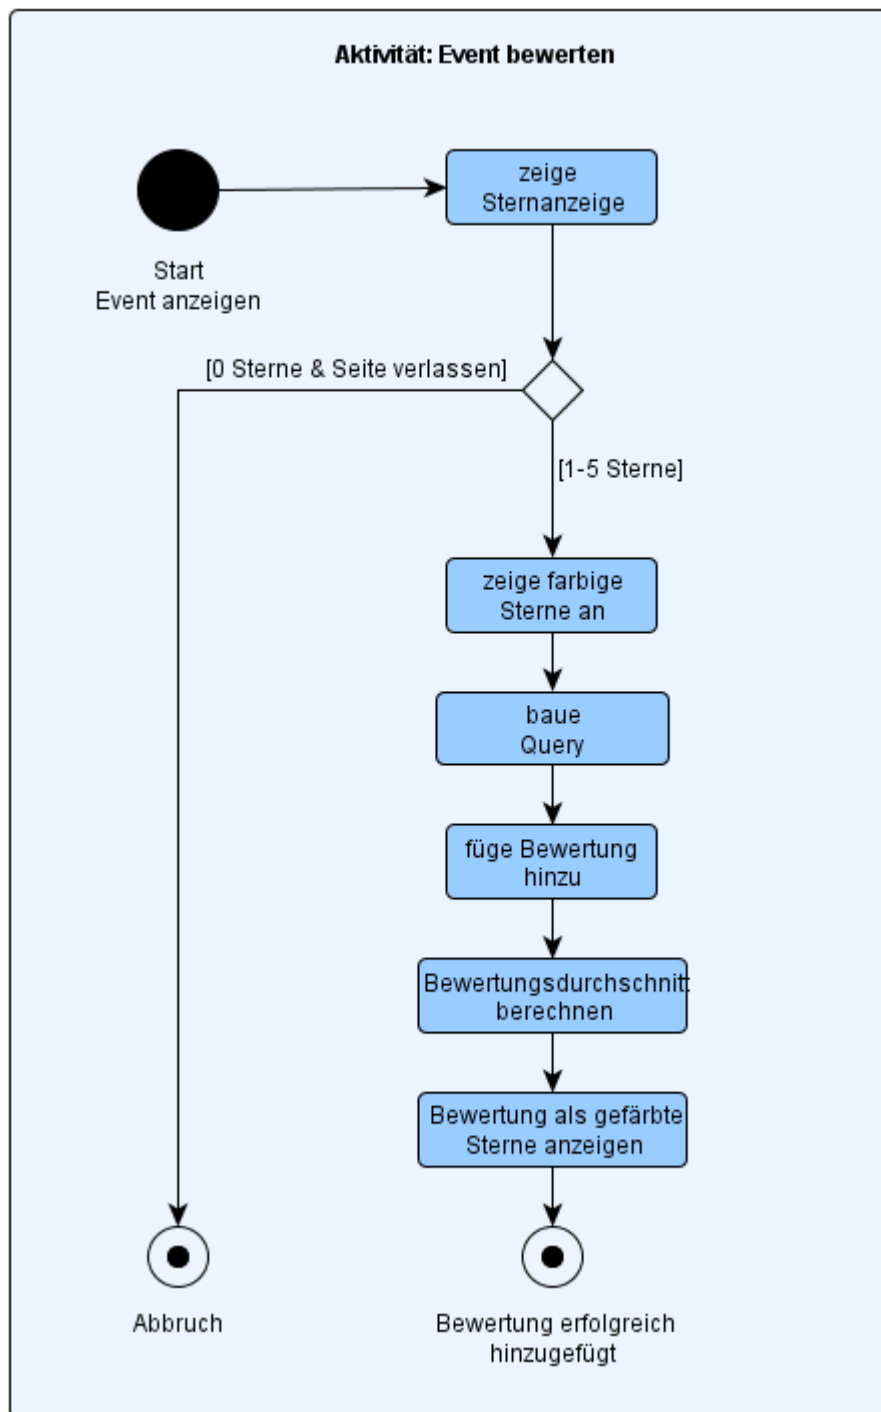 Aktivität: Event bewerten
zeige
Sternanzeige
Start
Event anzeigen
[0 Sterne & Seite verlassen]
[1-5 Sterne]
zeige farbige
Sterne an
baue
Query
füge Bewertung
hinzu
Bewertungsdurchschnitt
berechnen
Bewertung als gefärbte
Sterne anzeigen
Abbruch
Bewertung erfolgreich
hinzugefügt